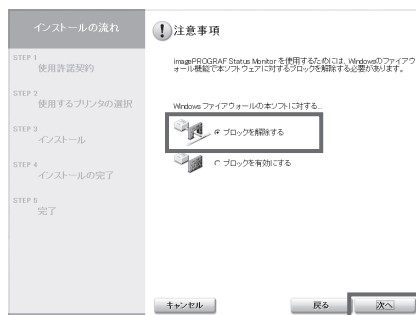 インストールの流れ
STEP 1
使用許諾契約
STEP 2
使用するプリンタの選択
STEP 3
インストール
STEP 4
インストールの完了
STEP 5
完了
注意事項
imagePROGRAF Status Monitor を使用するためには、Windowsのファイアウ
ォール機能で本ソフトウェアに対するブロックを解除する必要があります。
Windows ファイアウォールの本ソフトに対する...
ブロックを解除する
ブロックを有効にする
キャンセル
戻る
次へ